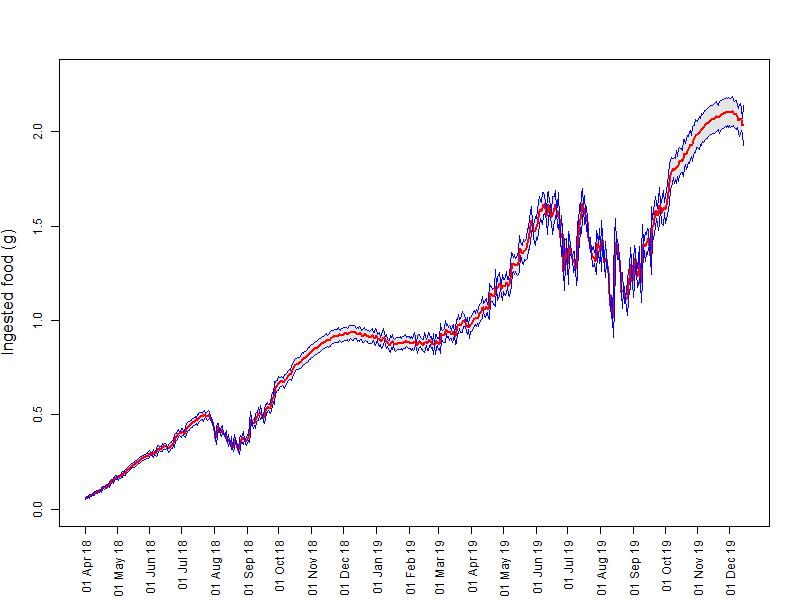 Ingested food (g)
2.0
1.5
1.0
0.5
0.0
01 Apr 18
01 May 18
01 Jun 18
01 Jul 18
01 Aug 18
01 Sep 18
01 Oct 18
01 Nov 18
01 Dec 18
01 Jan 19
01 Feb 19
01 Mar 19
01 Apr 19
01 May 19
01 Jun 19
01 Jul 19
01 Aug 19
01 Sep 19
01 Oct 19
01 Nov 19
01 Dec 19